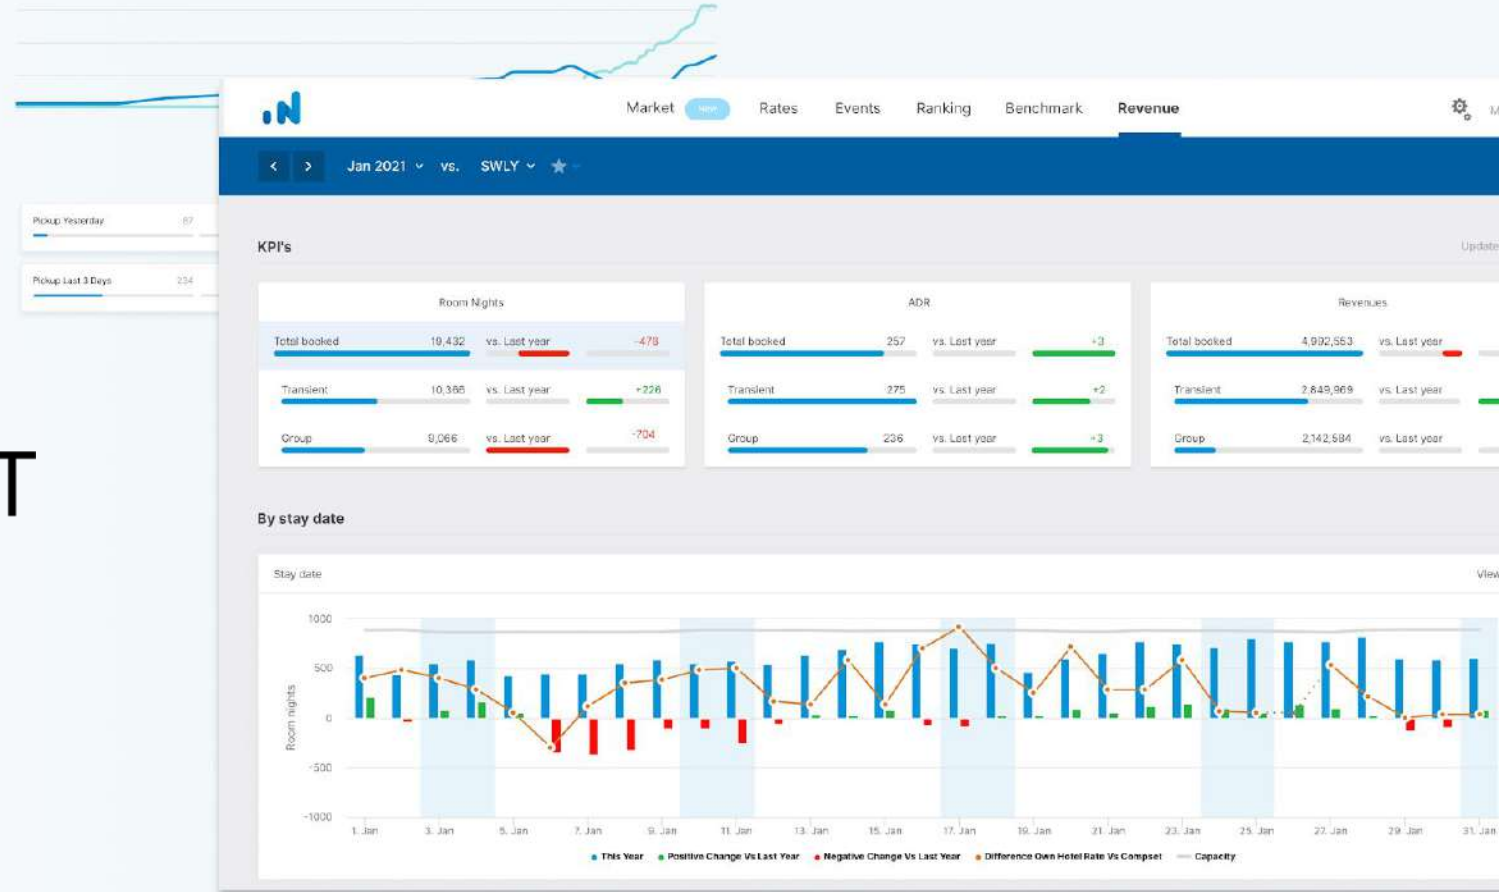 Market New Rates Events Ranking Benchmark Revenue M
Jan 2021 vs. SWLY
Pickup Yesterday 67
Pickup Last 3 Days 234
KPI's Update
Room Nights ADR Revenues
Total booked 19,432 vs. Last year -478 Total booked 257 vs. Last year +3 Total booked 4,992,553 vs. Last year
Transient 10,366 vs. Last year +226 Transient 275 vs. Last year +2 Transient 2,849,969 vs. Last year
Group 9,066 vs. Last year -704 Group 236 vs. Last year +3 Group 2,142,584 vs. Last year
T
By stay date
Stay date View
1000
500
0
-500
-1000
Room nights
1. Jan 3. Jan 5. Jan 7. Jan 9. Jan 11. Jan 13. Jan 15. Jan 17. Jan 19. Jan 21. Jan 23. Jan 25. Jan 27. Jan 29. Jan 31. Jan
This Year Positive Change Vs Last Year Negative Change Vs Last Year Difference Own Hotel Rate Vs Compset Capacity